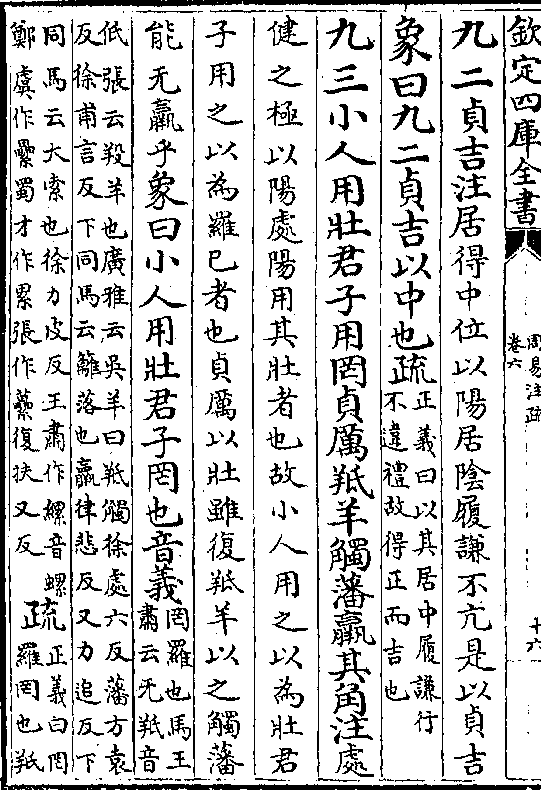 欽定四庫全書
周易注疏
卷六
十六
九二貞吉注居得中位以陽居陰履謙不亢是以貞吉
象曰九二貞吉以中也疏正義曰以其居中履謙行
不違禮故得正而吉也
九三小人用壯君子用罔貞厲羝羊觸藩羸其角注處
健之極以陽處陽用其壯者也故小人用之以為壯君
子用之以為羅已者也貞厲以壯雖復羝羊以之觸藩
能无羸乎象曰小人用壯君子罔也音義罔羅也馬王
肅云无羝音
低張云羖羊也廣雅云吳羊曰羝觸徐處六反藩方袁
反徐甫言反下同馬云籬落也羸律悲反又力追反下
同馬云大索也徐力皮反王肅作縲音螺
鄭虞作纍蜀才作累張作虆復扶又反
疏正義曰罔
羅罔也羝